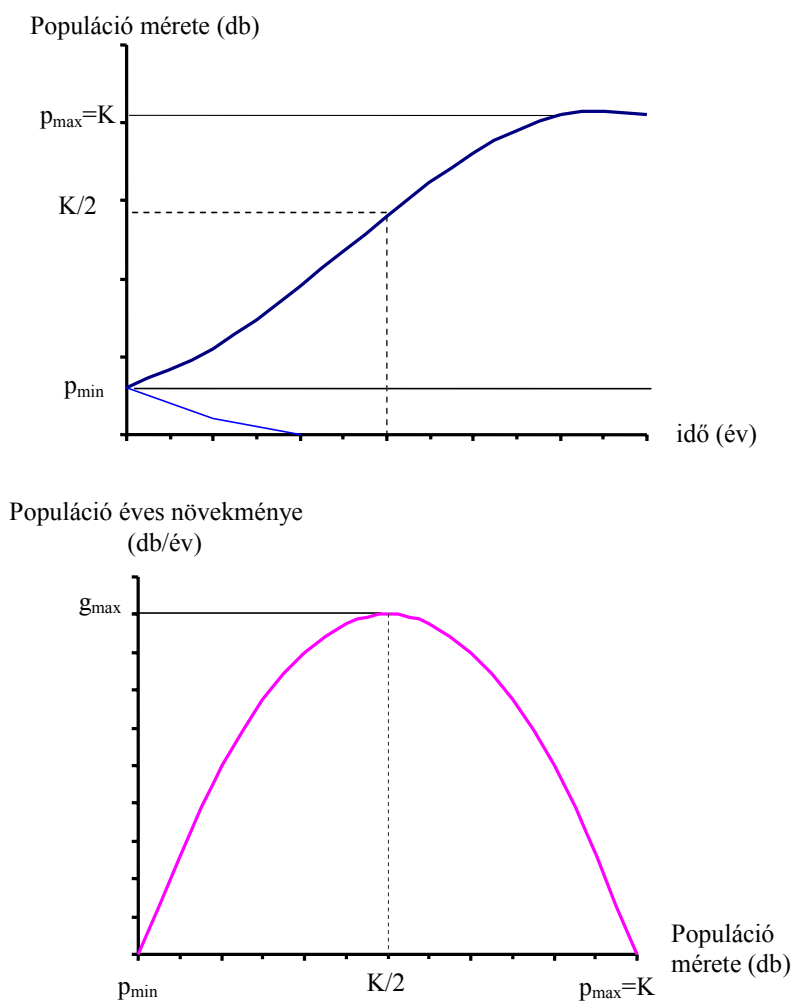 Populáció mérete (db)
pmax=K
K/2
pmin
idő (év)
Populáció éves növekménye
(db/év)
gmax
Populáció
mérete (db)
pmin
K/2
pmax=K